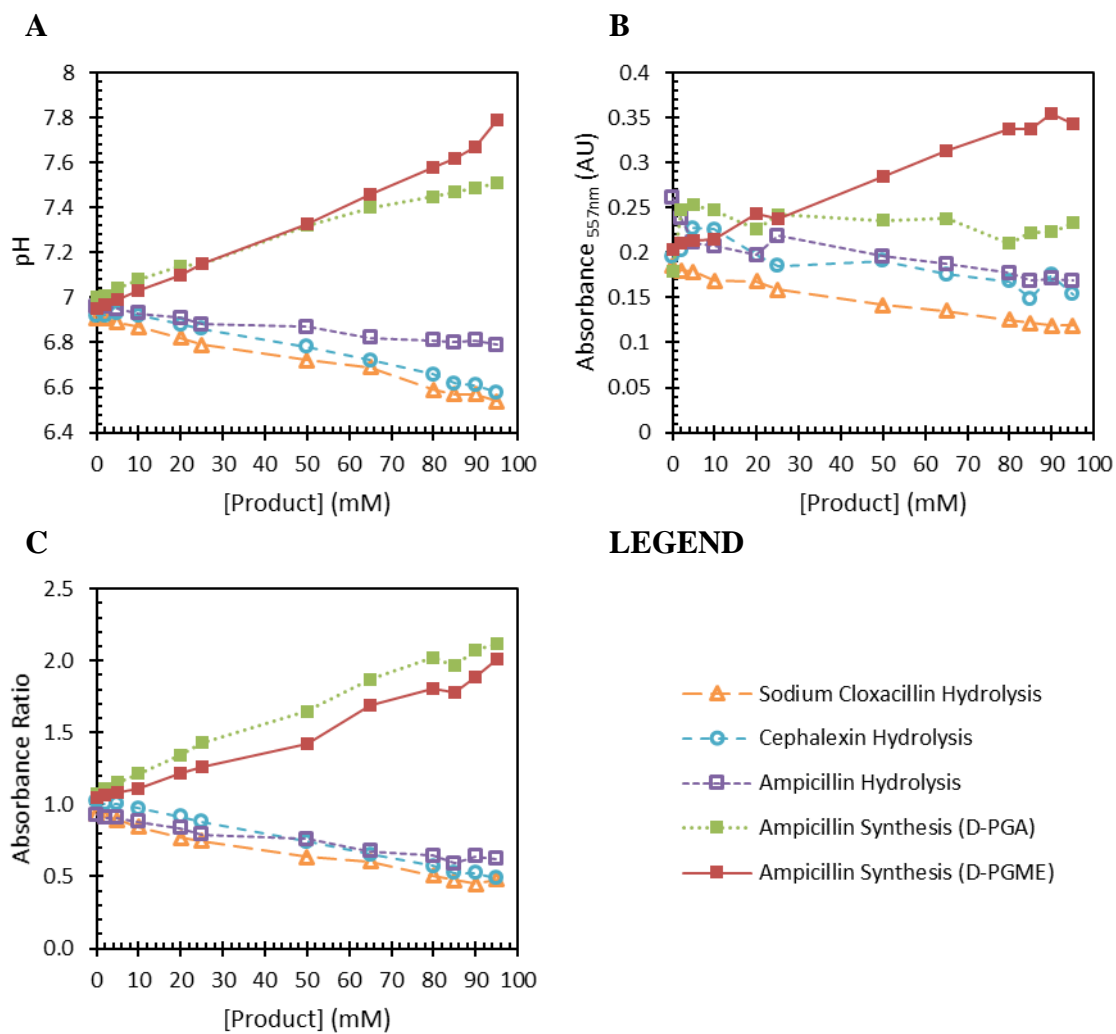 A
8
7.8
7.6
7.4
7.2
7
6.8
6.6
6.4
pH
0 10 20 30 40 50 60 70 80 90 100
[Product] (mM)
B
0.4
0.35
0.3
0.25
0.2
0.15
0.1
0.05
0
Absorbance 557nm (AU)
0 10 20 30 40 50 60 70 80 90 100
[Product] (mM)
C
2.5
2.0
1.5
1.0
0.5
0.0
Absorbance Ratio
0 10 20 30 40 50 60 70 80 90 100
[Product] (mM)
LEGEND
Sodium Cloxacillin Hydrolysis
Cephalexin Hydrolysis
Ampicillin Hydrolysis
Ampicillin Synthesis (D-PGA)
Ampicillin Synthesis (D-PGME)